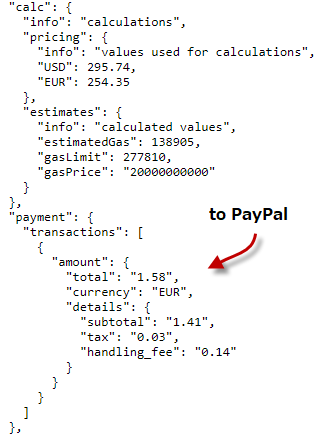 "calc": {
"info": "calculations",
"pricing": {
"info": "values used for calculations",
"USD": 295.74,
"EUR": 254.35
},
"estimates": {
"info": "calculated values",
"estimatedGas": 138905,
"gasLimit": 277810,
"gasPrice": "20000000000"
}
},
"payment": {
to PayPal
"transactions": [
{
"amount": {
"total": "1.58",
"currency": "EUR",
"details": {
"subtotal": "1.41",
"tax": "0.03",
"handling_fee": "0.14"
}
}
}
]
},